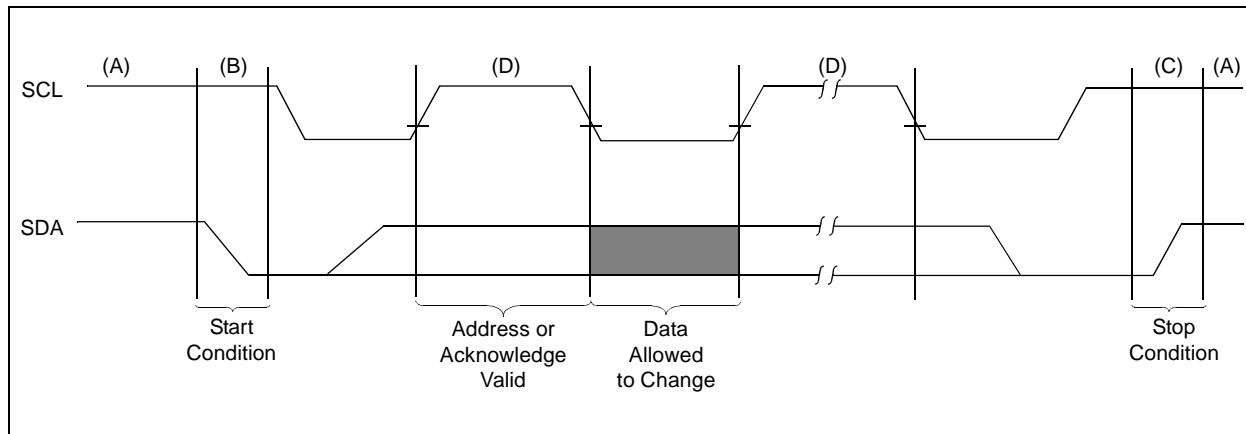 (A) (B) (D) (D) (C) (A)
SCL
SDA
Start
Condition
Address or
Acknowledge
Valid
Data
Allowed
to Change
Stop
Condition